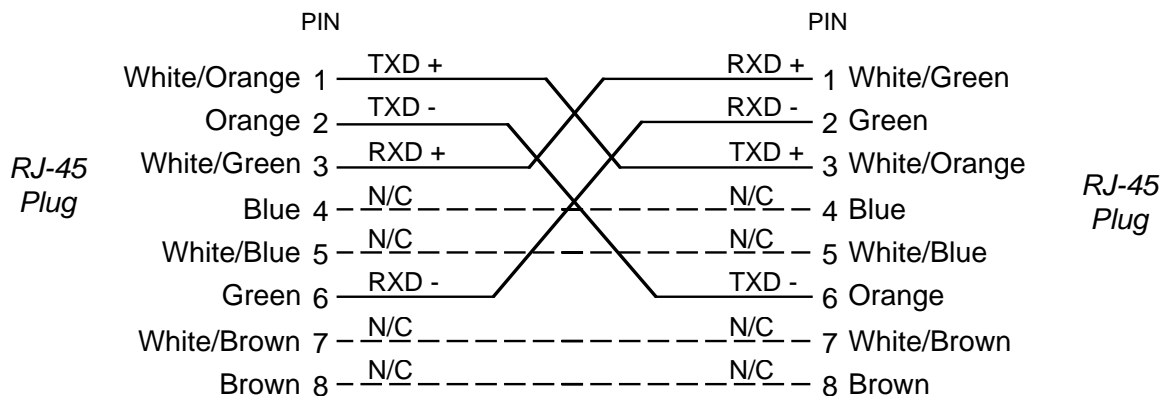 PIN PIN
White/Orange 1 TXD + RXD + 1 White/Green
Orange 2 TXD - RXD - 2 Green
White/Green 3 RXD + TXD + 3 White/Orange
RJ-45
Plug
Blue 4 N/C N/C 4 Blue
RJ-45
Plug
White/Blue 5 N/C N/C 5 White/Blue
Green 6 RXD - TXD - 6 Orange
White/Brown 7 N/C N/C 7 White/Brown
Brown 8 N/C N/C 8 Brown